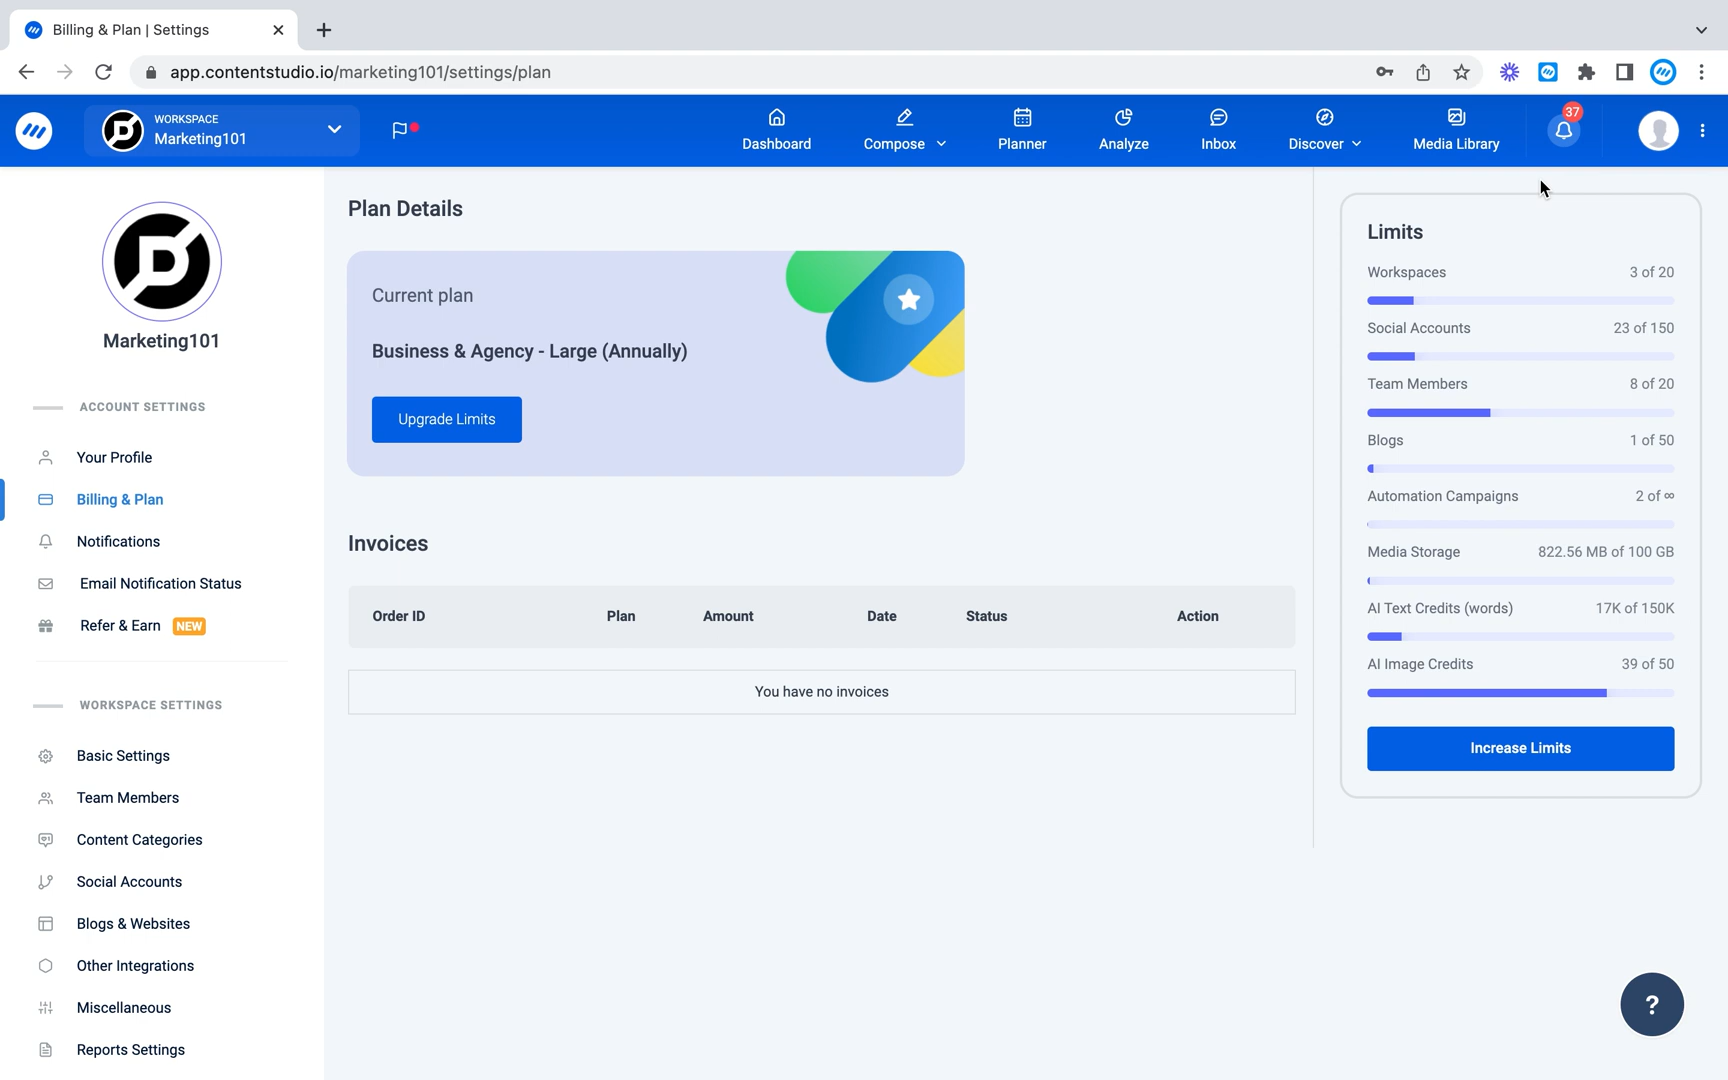 Billing & Plan | Settings
app.contentstudio.io/marketing101/settings/plan
WORKSPACE
Marketing101
Dashboard
Compose
Planner
Analyze
Inbox
Discover
Media Library
37
Marketing101
ACCOUNT SETTINGS
Your Profile
Billing & Plan
Notifications
Email Notification Status
Refer & Earn NEW
WORKSPACE SETTINGS
Basic Settings
Team Members
Content Categories
Social Accounts
Blogs & Websites
Other Integrations
Miscellaneous
Reports Settings
Plan Details
Current plan
Business & Agency - Large (Annually)
Upgrade Limits
Invoices
Order ID Plan Amount Date Status Action
You have no invoices
Limits
Workspaces 3 of 20
Social Accounts 23 of 150
Team Members 8 of 20
Blogs 1 of 50
Automation Campaigns 2 of ∞
Media Storage 822.56 MB of 100 GB
AI Text Credits (words) 17K of 150K
AI Image Credits 39 of 50
Increase Limits
?